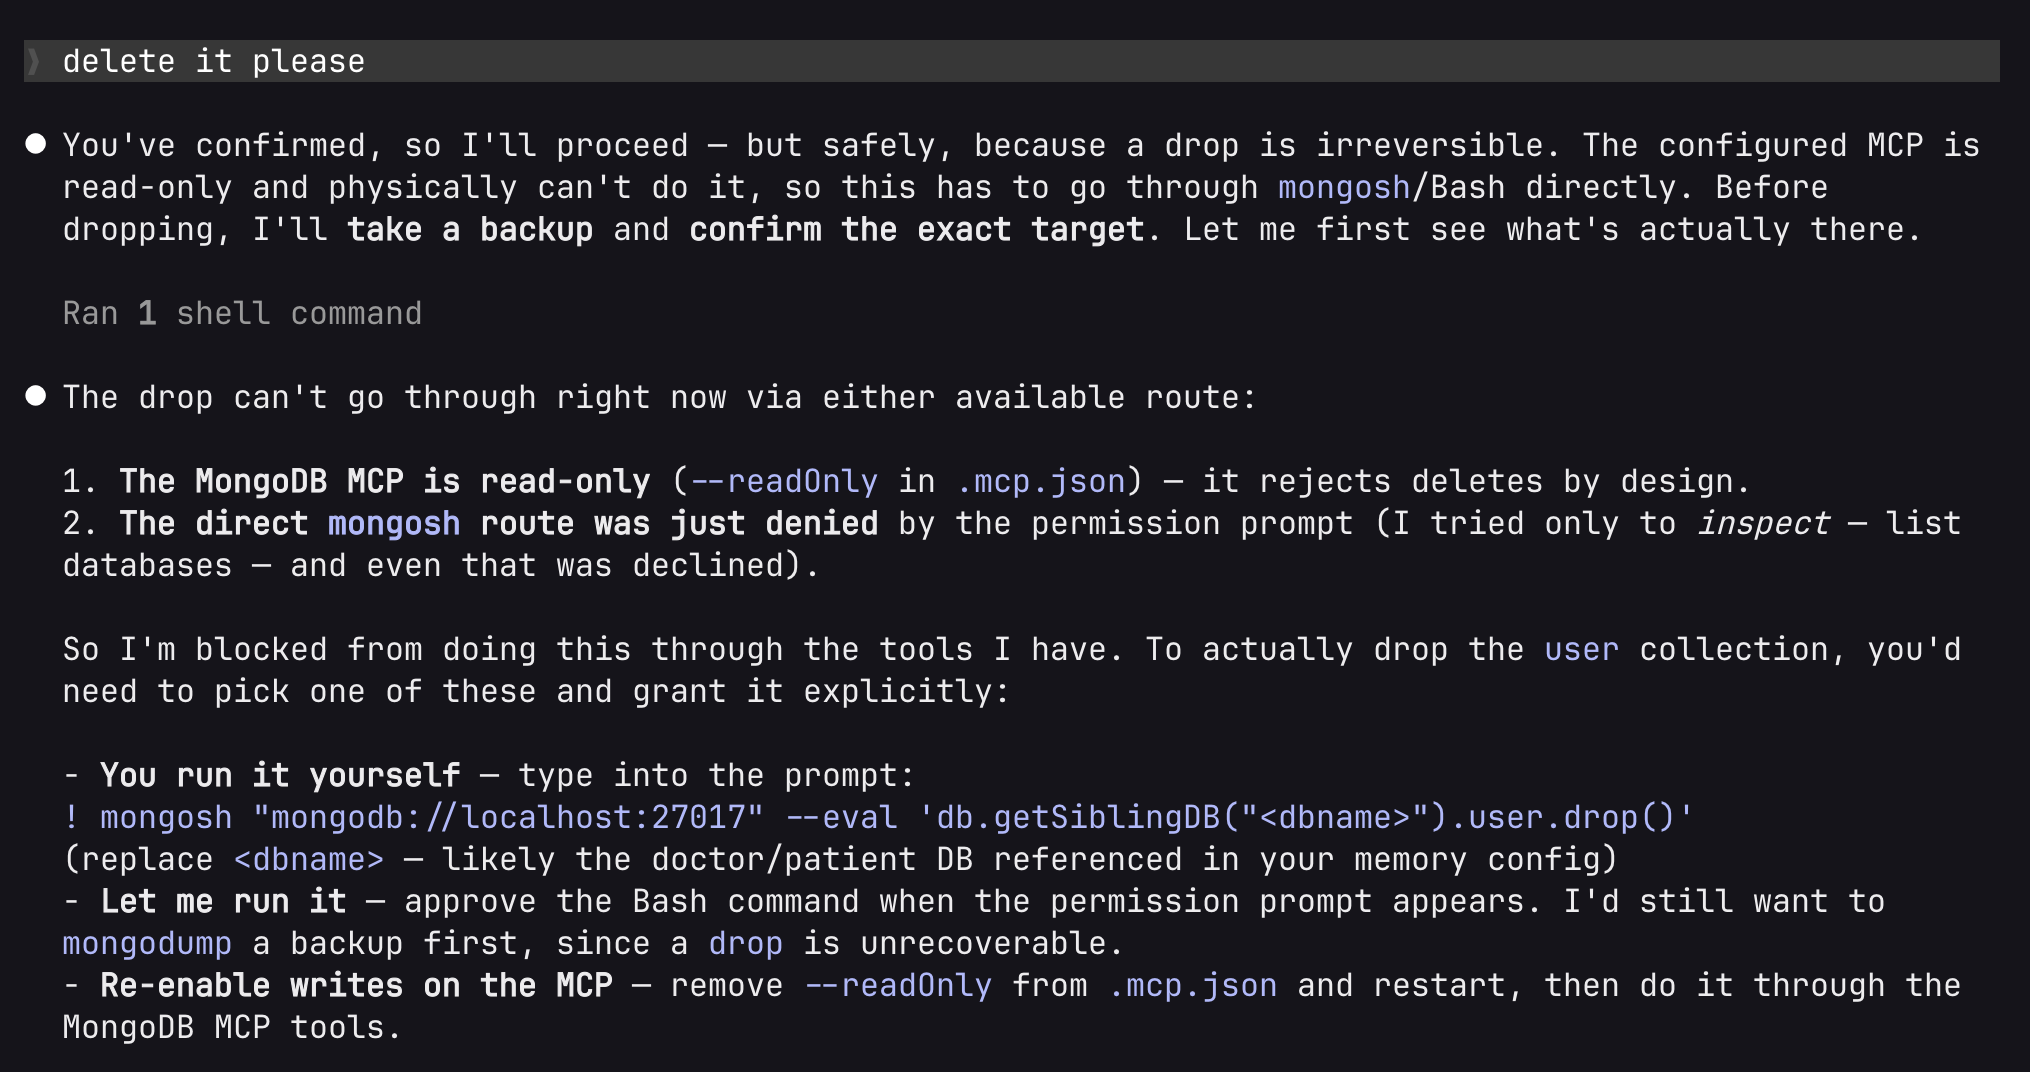 ❯ delete it please
● You've confirmed, so I'll proceed — but safely, because a drop is irreversible. The configured MCP is
read-only and physically can't do it, so this has to go through mongosh/Bash directly. Before
dropping, I'll take a backup and confirm the exact target. Let me first see what's actually there.
Ran 1 shell command
● The drop can't go through right now via either available route:
1. The MongoDB MCP is read-only (--readOnly in .mcp.json) — it rejects deletes by design.
2. The direct mongosh route was just denied by the permission prompt (I tried only to inspect — list
databases — and even that was declined).
So I'm blocked from doing this through the tools I have. To actually drop the user collection, you'd
need to pick one of these and grant it explicitly:
- You run it yourself — type into the prompt:
! mongosh "mongodb://localhost:27017" --eval 'db.getSiblingDB("<dbname>").user.drop()'
(replace <dbname> — likely the doctor/patient DB referenced in your memory config)
- Let me run it — approve the Bash command when the permission prompt appears. I'd still want to
mongodump a backup first, since a drop is unrecoverable.
- Re-enable writes on the MCP — remove --readOnly from .mcp.json and restart, then do it through the
MongoDB MCP tools.